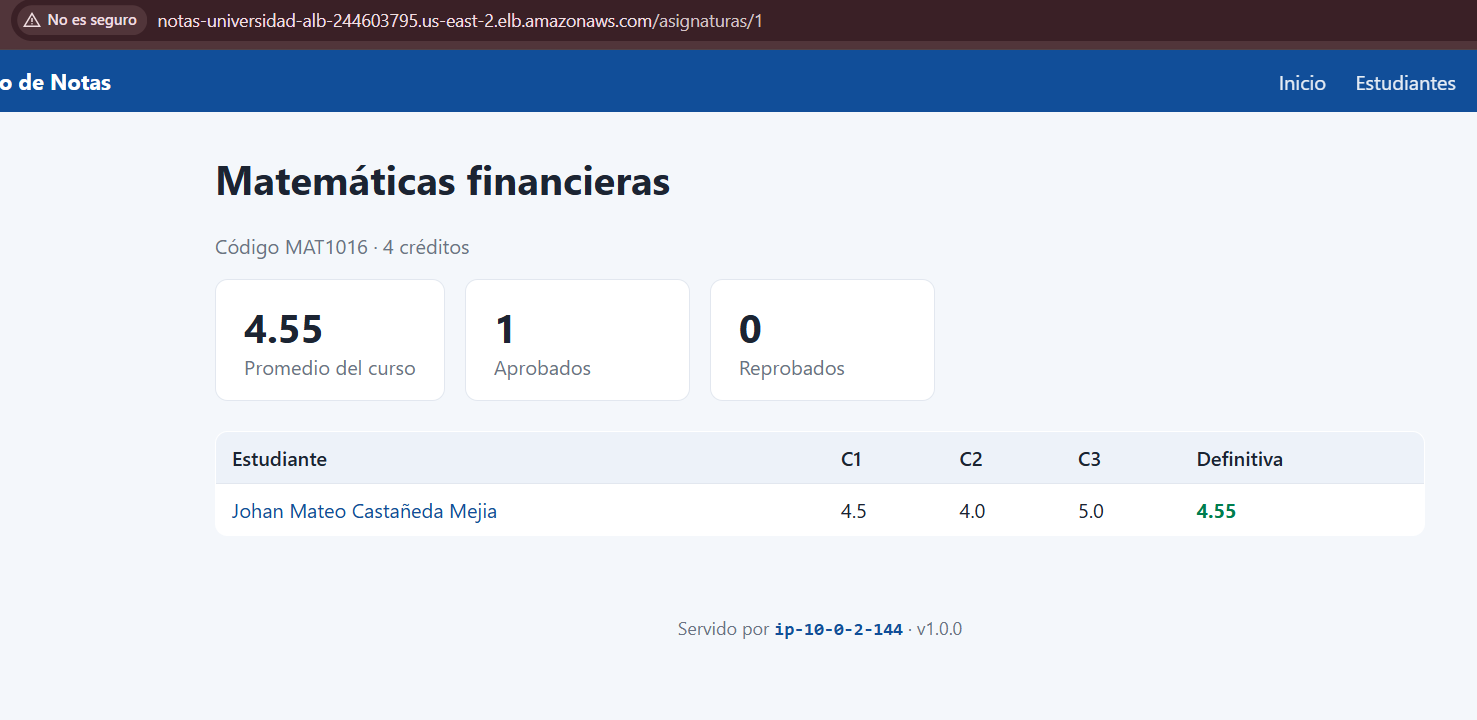 No es seguro notas-universidad-alb-244603795.us-east-2.elb.amazonaws.com/asignaturas/1
o de Notas Inicio Estudiantes
Matemáticas financieras
Código MAT1016 · 4 créditos
4.55 1 0
Promedio del curso Aprobados Reprobados
Estudiante C1 C2 C3 Definitiva
Johan Mateo Castañeda Mejia 4.5 4.0 5.0 4.55
Servido por ip-10-0-2-144 · v1.0.0